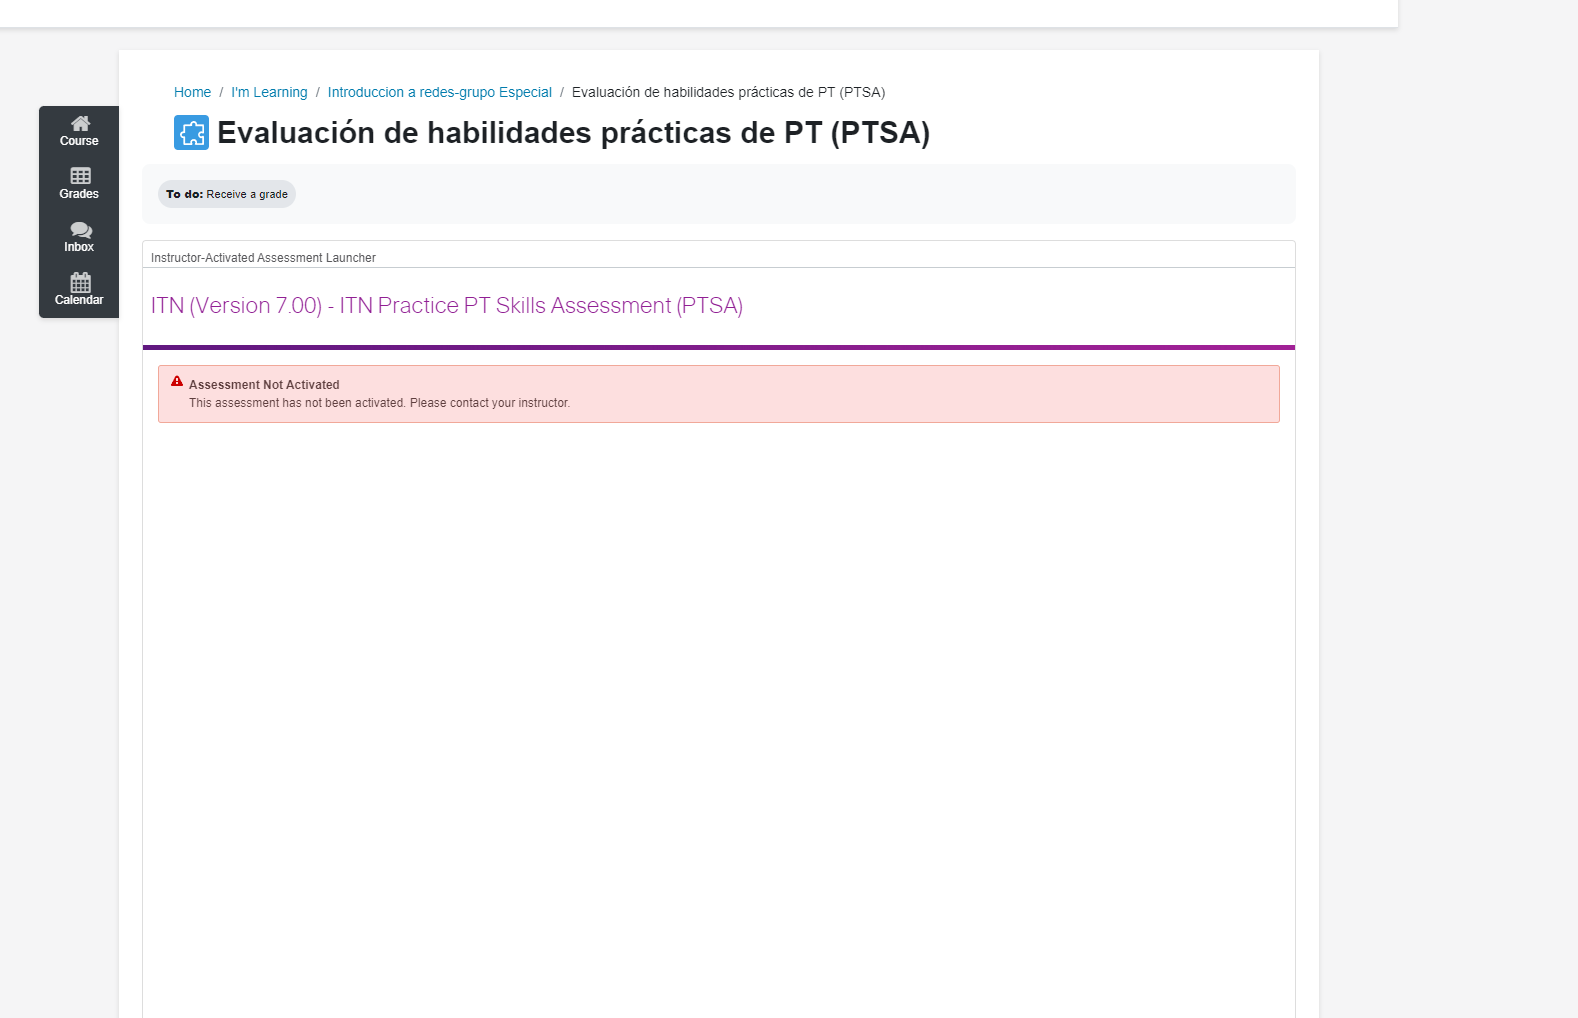 Home / I'm Learning / Introduccion a redes-grupo Especial / Evaluación de habilidades prácticas de PT (PTSA)
Evaluación de habilidades prácticas de PT (PTSA)
Course
Grades
Inbox
Calendar
To do: Receive a grade
Instructor-Activated Assessment Launcher
ITN (Version 7.00) - ITN Practice PT Skills Assessment (PTSA)
Assessment Not Activated
This assessment has not been activated. Please contact your instructor.